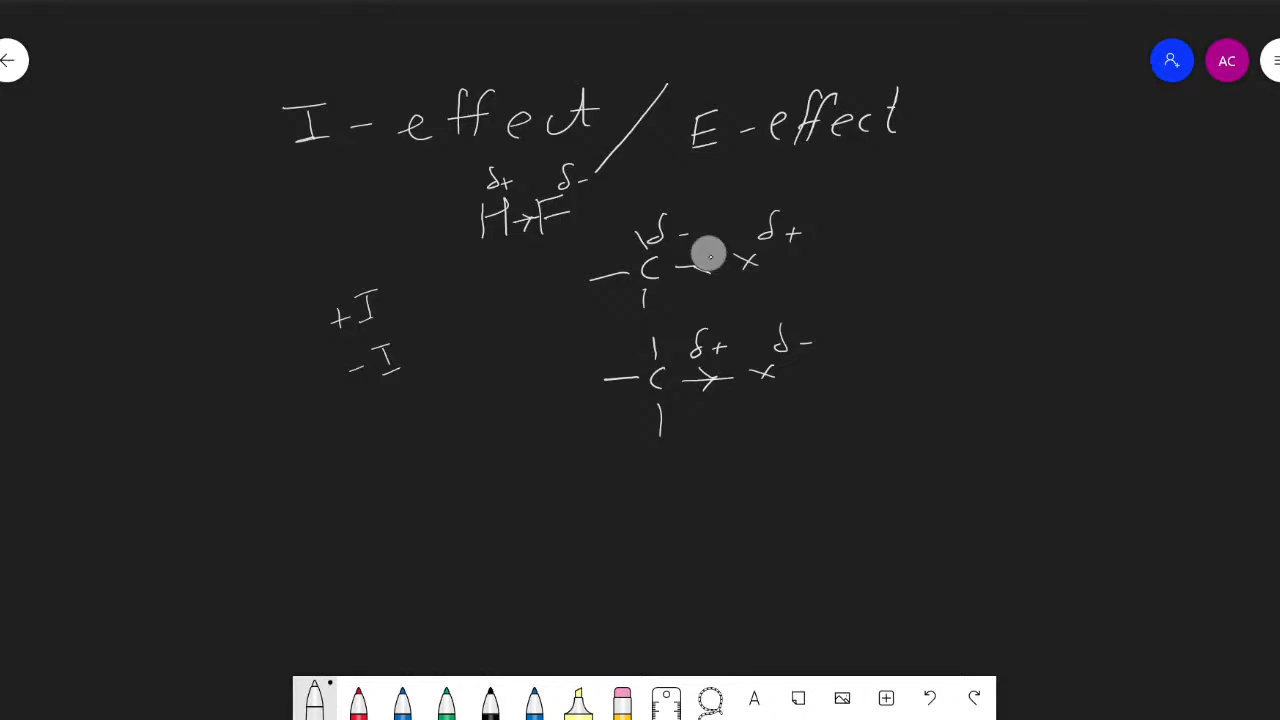 I - effect / E - effect
δ+ δ-
H→F
δ- δ+
— C — x
+I
-I
δ+ δ-
— C → x
AC
A